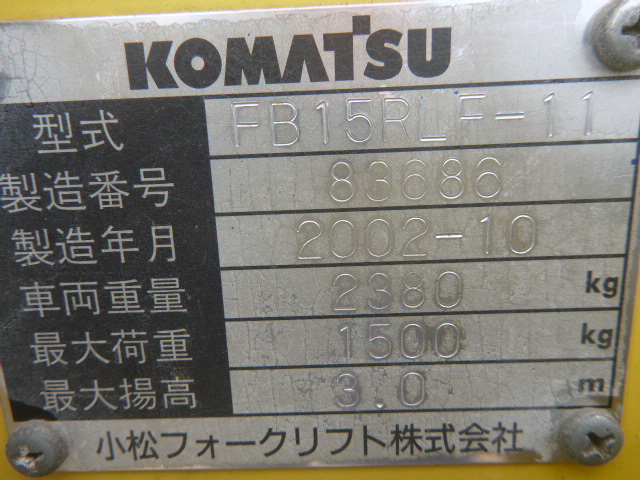 KOMATSU
型式 FB15RLF-11
製造番号 83686
製造年月 2002-10
車両重量 2380 kg
最大荷重 1500 kg
最大揚高 3.0 m
小松フォークリフト株式会社